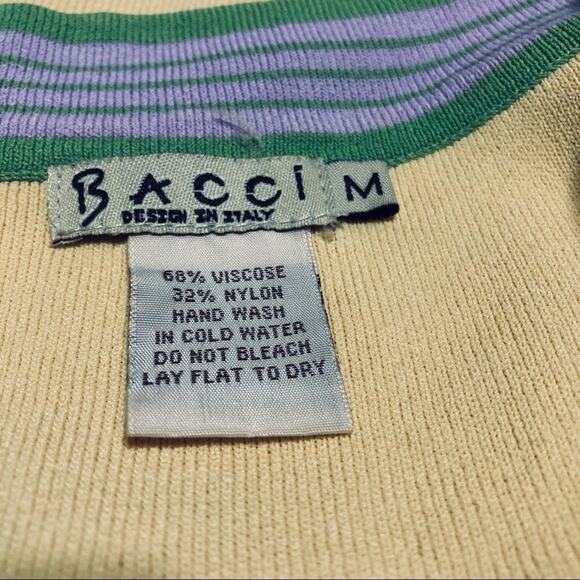 BACCi M
DESIGN IN ITALY
68% VISCOSE
32% NYLON
HAND WASH
IN COLD WATER
DO NOT BLEACH
LAY FLAT TO DRY